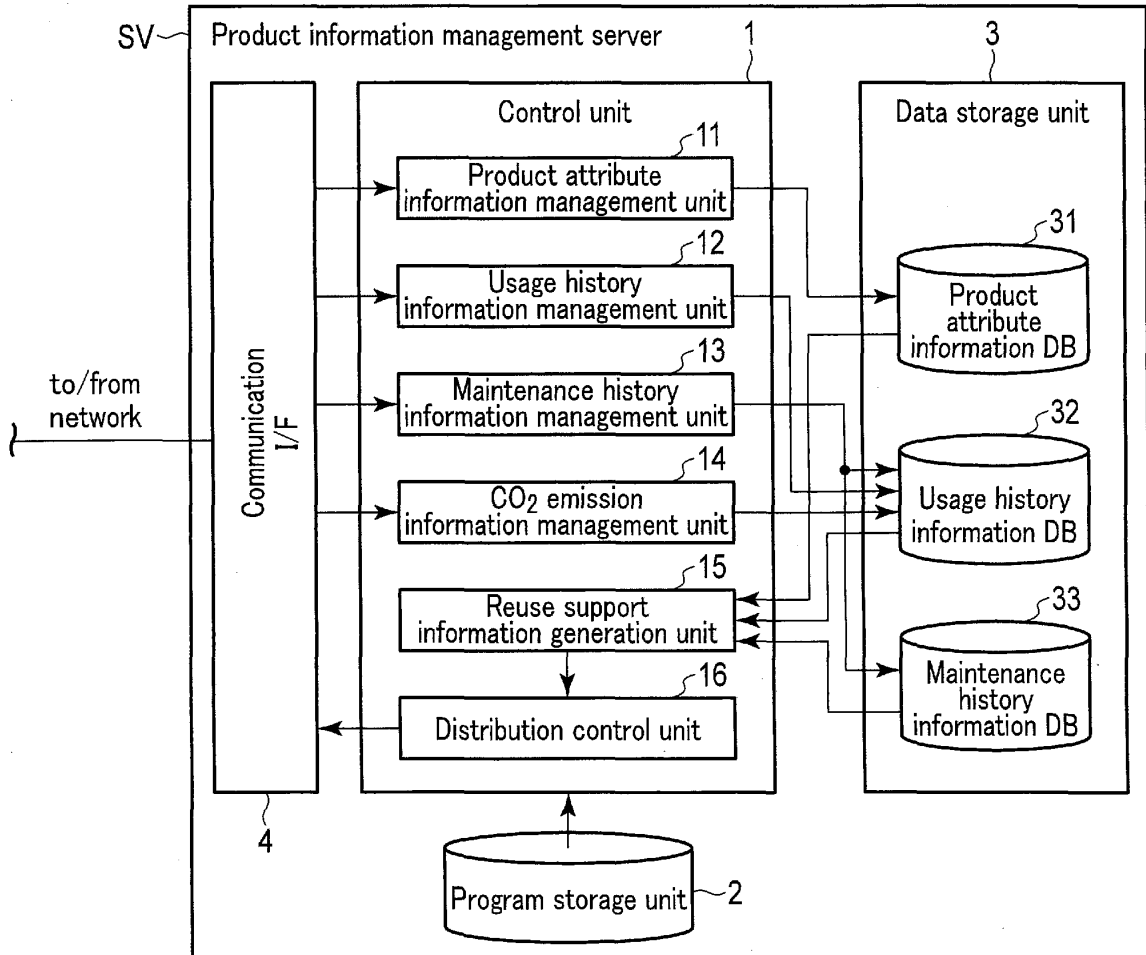 SV
Product information management server
1
3
Control unit
Data storage unit
11
Product attribute
information management unit
12
Usage history
information management unit
13
Maintenance history
information management unit
14
CO2 emission
information management unit
15
Reuse support
information generation unit
16
Distribution control unit
31
Product
attribute
information DB
32
Usage history
information DB
33
Maintenance
history
information DB
to/from
network
Communication
I/F
4
Program storage unit
2